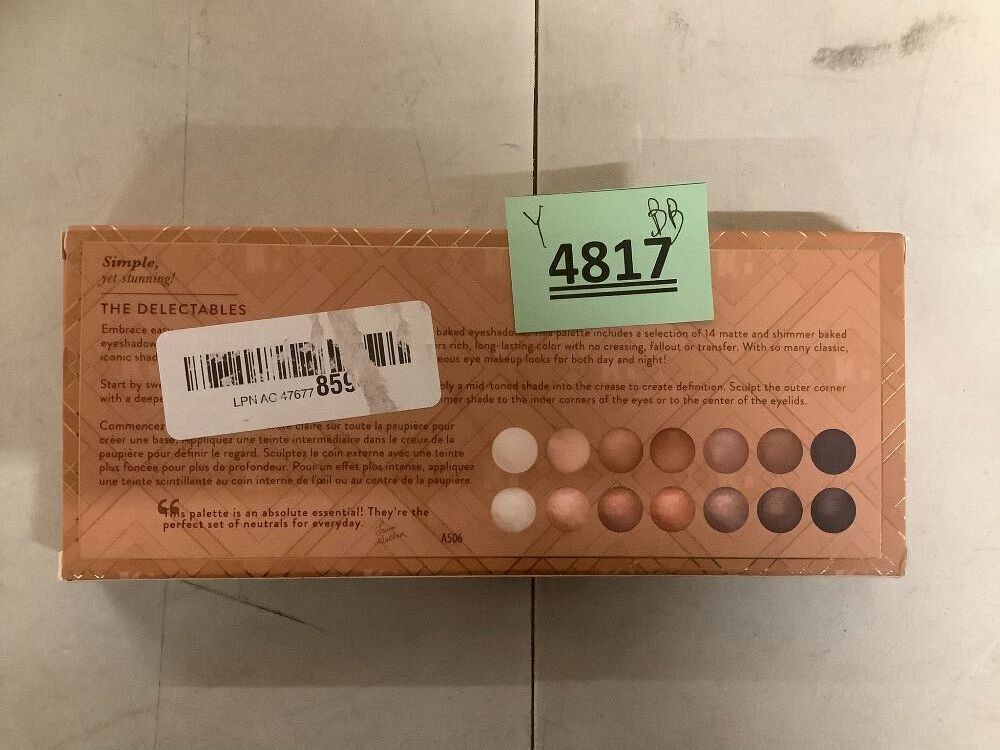 Y
BB
4817
Simple,
yet stunning!
THE DELECTABLES
Embrace easy
baked eyeshadow
palette includes a selection of 14 matte and shimmer baked
eyeshadow
rich, long-lasting color with no creasing, fallout or transfer. With so many classic,
iconic
eye makeup looks for both day and night!
Start by
a mid-toned shade into the crease to create definition. Sculpt the outer corner
with a deepe
shade to the inner corners of the eyes or to the center of the eyelids.
LPN AC 47677 859
Commencez
claire sur toute la paupière pour
créer une base. Appliquez une teinte intermédiaire dans le creux de la
paupière pour définir le regard. Sculptez le coin externe avec une teinte
plus foncée pour plus de profondeur. Pour un effet plus intense, appliquez
une teinte scintillante au coin interne de l'œil ou au centre de la paupière.
“This palette is an absolute essential! They're the
perfect set of neutrals for everyday.
A506